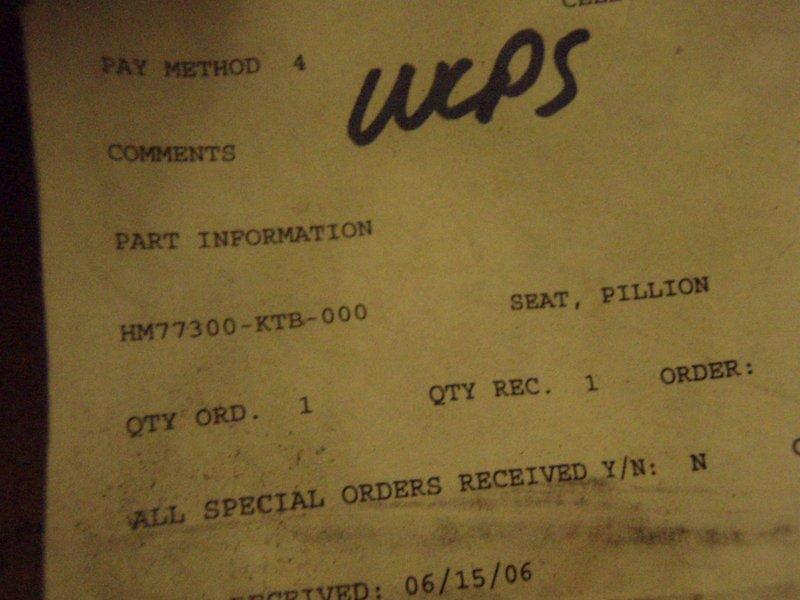 PAY METHOD 4
COMMENTS
PART INFORMATION
HM77300-KTB-000 SEAT, PILLION
QTY ORD. 1 QTY REC. 1 ORDER:
ALL SPECIAL ORDERS RECEIVED Y/N: N
RECEIVED: 06/15/06